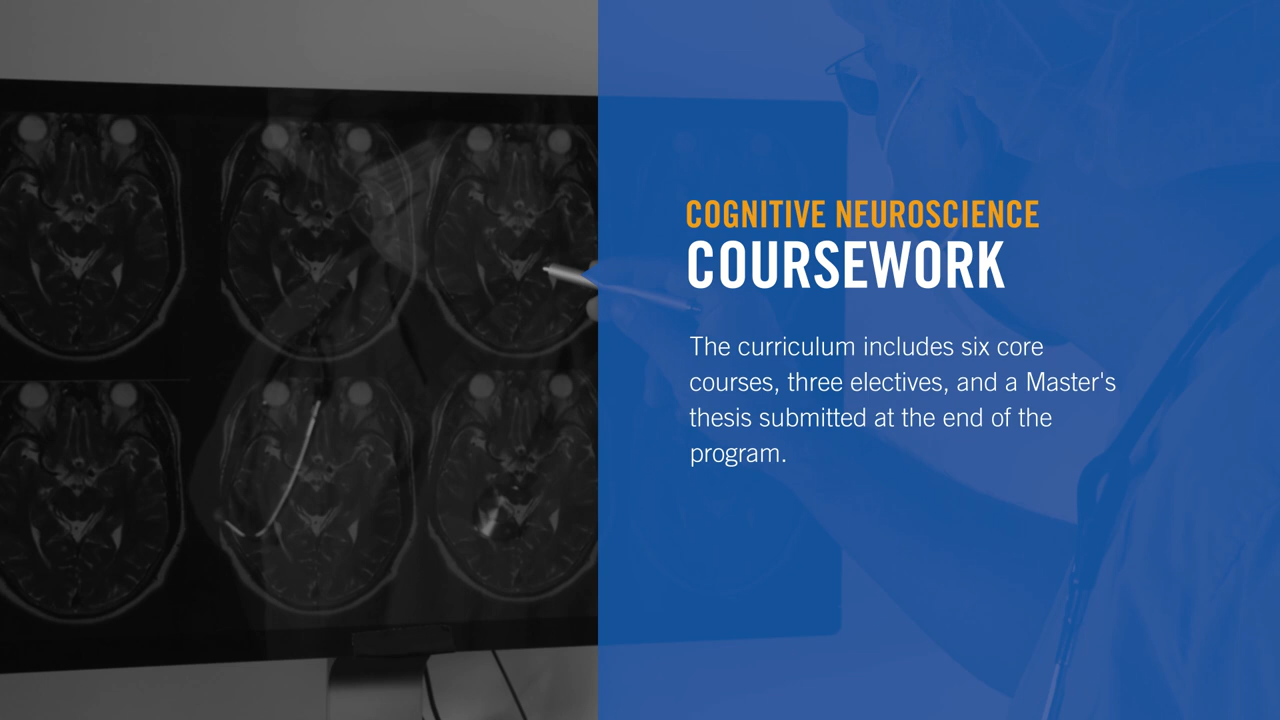 COGNITIVE NEUROSCIENCE
COURSEWORK
The curriculum includes six core
courses, three electives, and a Master's
thesis submitted at the end of the
program.